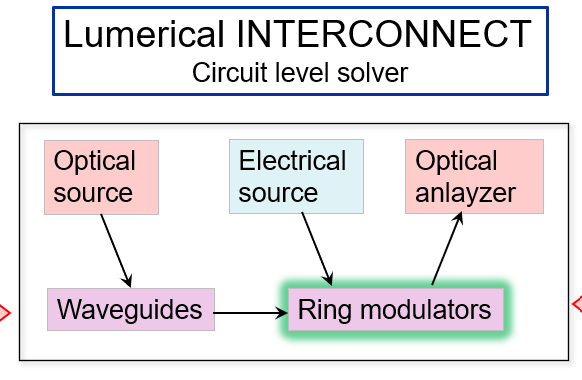 Lumerical INTERCONNECT
Circuit level solver
Optical
source
Electrical
source
Optical
anlayzer
Waveguides
Ring modulators